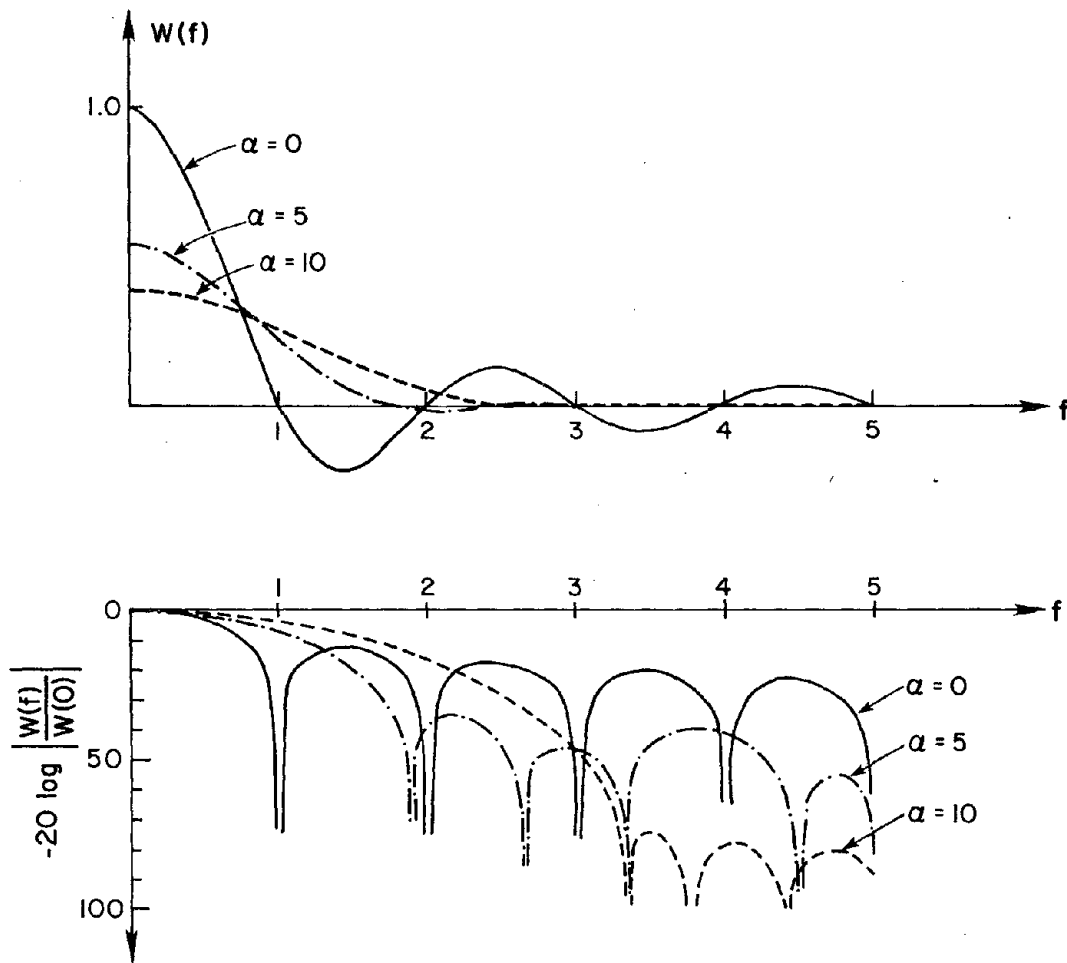 W(f)
1.0
α = 0
α = 5
α = 10
1 2 3 4 5 f
1 2 3 4 5
0 f
-20 log |W(f)/W(0)|
50
100
α = 0
α = 5
α = 10